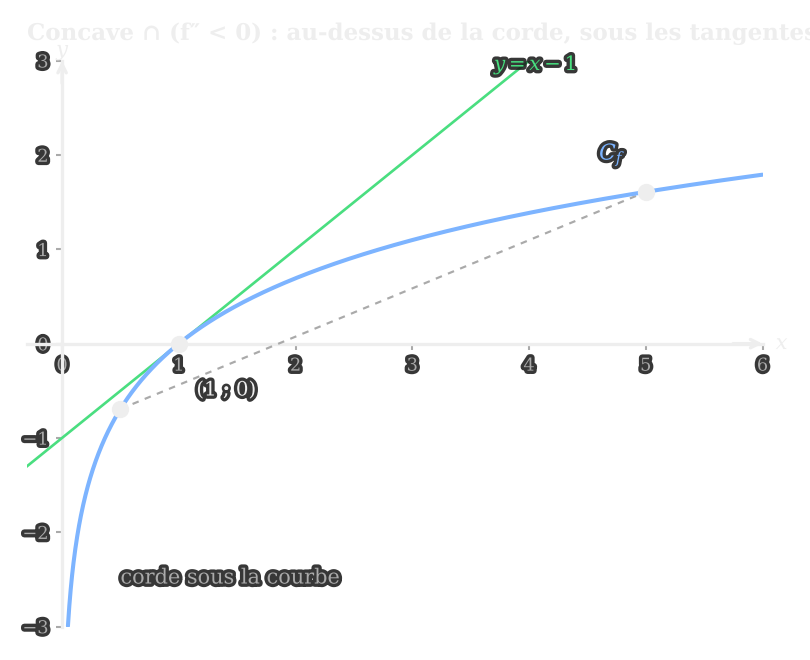 Concave ∩ (f″ < 0) : au-dessus de la corde, sous les tangentes
y
3
y = x − 1
2
C_f
1
0
x
0 1 2 3 4 5 6
(1 ; 0)
−1
−2
corde sous la courbe
−3